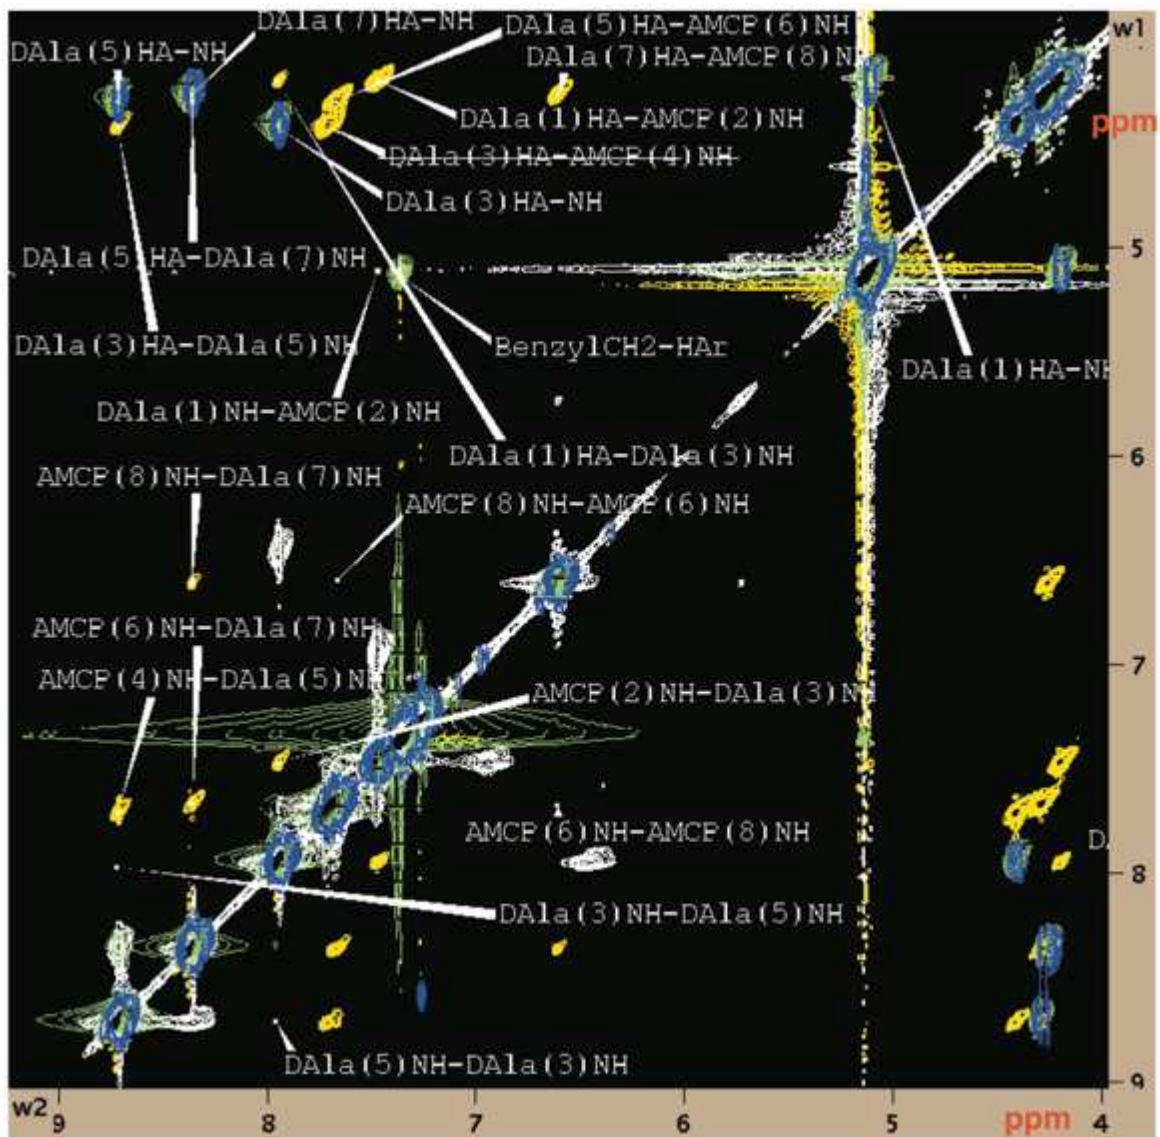 DAla(7)HA-NH
DAla(5)HA-AMCP(6)NH
w1
DAla(5)HA-NH
DAla(7)HA-AMCP(8)N
DAla(1)HA-AMCP(2)NH
ppm
DAla(3)HA-AMCP(4)NH
DAla(3)HA-NH
5
DAla(5)HA-DAla(7)NH
DAla(3)HA-DAla(5)NH
BenzylCH2-HAr
DAla(1)HA-NH
DAla(1)NH-AMCP(2)NH
DAla(1)HA-DAla(3)NH
6
AMCP(8)NH-DAla(7)NH
AMCP(8)NH-AMCP(6)NH
AMCP(6)NH-DAla(7)NH
7
AMCP(4)NH-DAla(5)NH
AMCP(2)NH-DAla(3)NH
AMCP(6)NH-AMCP(8)NH
8
DAla(3)NH-DAla(5)NH
DAla(5)NH-DAla(3)NH
9
w2 9 8 7 6 5 ppm 4